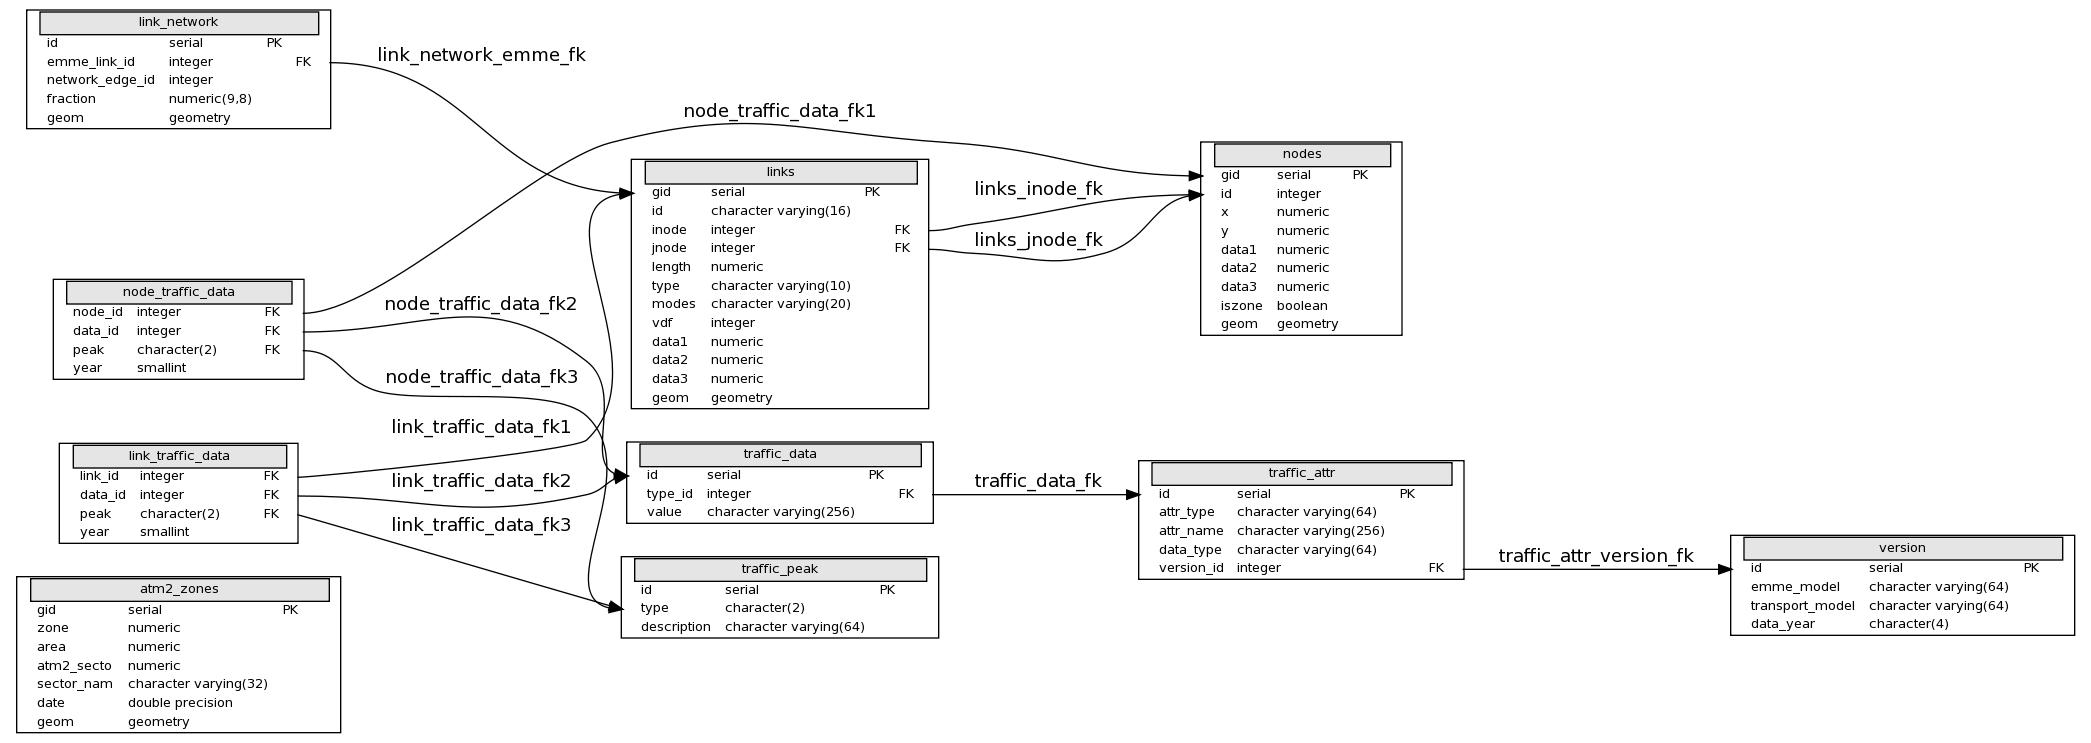 link_network
id serial PK
emme_link_id integer FK
network_edge_id integer
fraction numeric(9,8)
geom geometry
link_network_emme_fk
node_traffic_data_fk1
node_traffic_data
node_id integer FK
data_id integer FK
peak character(2) FK
year smallint
node_traffic_data_fk2
node_traffic_data_fk3
link_traffic_data
link_id integer FK
data_id integer FK
peak character(2) FK
year smallint
link_traffic_data_fk1
link_traffic_data_fk2
link_traffic_data_fk3
atm2_zones
gid serial PK
zone numeric
area numeric
atm2_secto numeric
sector_nam character varying(32)
date double precision
geom geometry
links
gid serial PK
id character varying(16)
inode integer FK
jnode integer FK
length numeric
type character varying(10)
modes character varying(20)
vdf integer
data1 numeric
data2 numeric
data3 numeric
geom geometry
links_inode_fk
links_jnode_fk
nodes
gid serial PK
id integer
x numeric
y numeric
data1 numeric
data2 numeric
data3 numeric
iszone boolean
geom geometry
traffic_data
id serial PK
type_id integer FK
value character varying(256)
traffic_data_fk
traffic_peak
id serial PK
type character(2)
description character varying(64)
traffic_attr
id serial PK
attr_type character varying(64)
attr_name character varying(256)
data_type character varying(64)
version_id integer FK
traffic_attr_version_fk
version
id serial PK
emme_model character varying(64)
transport_model character varying(64)
data_year character(4)